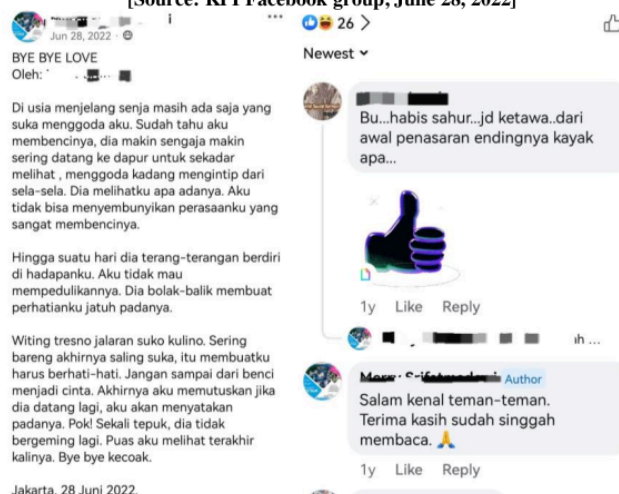 [Source: KPI Facebook group, June 28, 2022]
Jun 28, 2022
BYE BYE LOVE
Oleh:
Di usia menjelang senja masih ada saja yang
suka menggoda aku. Sudah tahu aku
membencinya, dia makin sengaja makin
sering datang ke dapur untuk sekadar
melihat , menggoda kadang mengintip dari
sela-sela. Dia melihatku apa adanya. Aku
tidak bisa menyembunyikan perasaanku yang
sangat membencinya.
Hingga suatu hari dia terang-terangan berdiri
di hadapanku. Aku tidak mau
mempedulikannya. Dia bolak-balik membuat
perhatianku jatuh padanya.
Witing tresno jalaran suko kulino. Sering
bareng akhirnya saling suka, itu membuatku
harus berhati-hati. Jangan sampai dari benci
menjadi cinta. Akhirnya aku memutuskan jika
dia datang lagi, aku akan menyatakan
padanya. Pok! Sekali tepuk, dia tidak
bergeming lagi. Puas aku melihat terakhir
kalinya. Bye bye kecoak.
Jakarta, 28 Juni 2022.
26
Newest
Bu...habis sahur...jd ketawa..dari
awal penasaran endingnya kayak
apa...
1y Like Reply
ıh ...
Author
Salam kenal teman-teman.
Terima kasih sudah singgah
membaca. 🙏
1y Like Reply